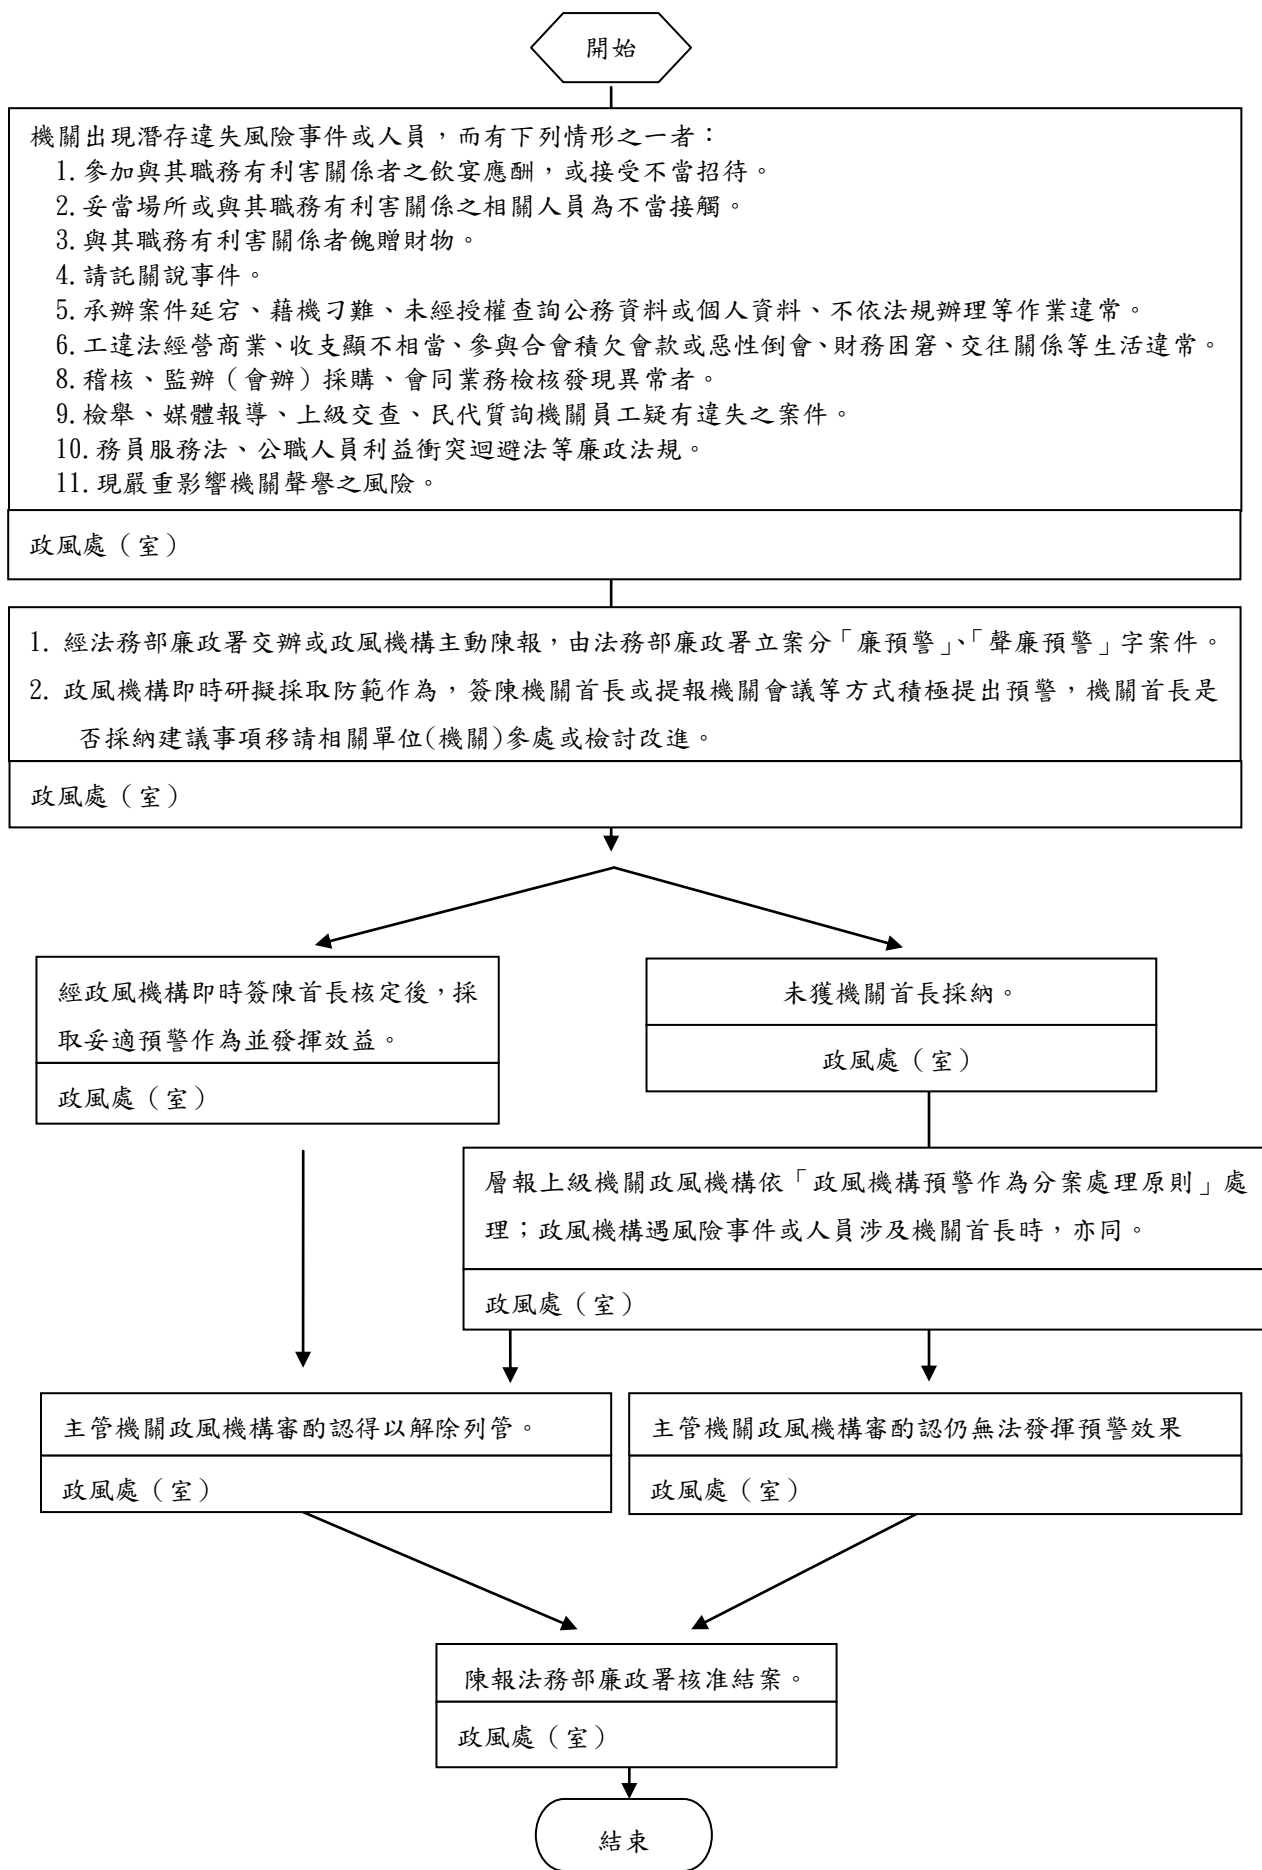 開始
機關出現潛存違失風險事件或人員，而有下列情形之一者：
1.參加與其職務有利害關係者之飲宴應酬，或接受不當招待。
2.妥當場所或與其職務有利害關係之相關人員為不當接觸。
3.與其職務有利害關係者餽贈財物。
4.請託關說事件。
5.承辦案件延宕、藉機刁難、未經授權查詢公務資料或個人資料、不依法規辦理等作業違常。
6.工違法經營商業、收支顯不相當、參與合會積欠會款或惡性倒會、財務困窘、交往關係等生活違常。
8.稽核、監辦（會辦）採購、會同業務檢核發現異常者。
9.檢舉、媒體報導、上級交查、民代質詢機關員工疑有違失之案件。
10.務員服務法、公職人員利益衝突迴避法等廉政法規。
11.現嚴重影響機關聲譽之風險。
政風處（室）
1. 經法務部廉政署交辦或政風機構主動陳報，由法務部廉政署立案分「廉預警」、「聲廉預警」字案件。
2. 政風機構即時研擬採取防範作為，簽陳機關首長或提報機關會議等方式積極提出預警，機關首長是
否採納建議事項移請相關單位(機關)參處或檢討改進。
政風處（室）
經政風機構即時簽陳首長核定後，採
取妥適預警作為並發揮效益。
政風處（室）
未獲機關首長採納。
政風處（室）
層報上級機關政風機構依「政風機構預警作為分案處理原則」處
理；政風機構遇風險事件或人員涉及機關首長時，亦同。
政風處（室）
主管機關政風機構審酌認得以解除列管。
政風處（室）
主管機關政風機構審酌認仍無法發揮預警效果
政風處（室）
陳報法務部廉政署核准結案。
政風處（室）
結束